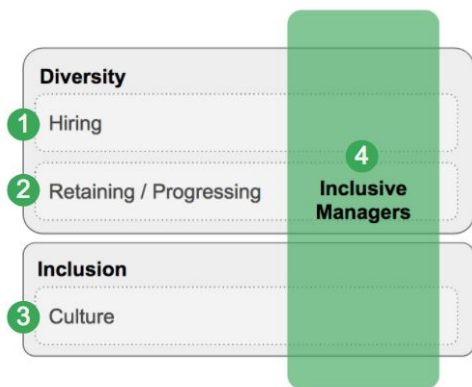 Diversity
1 Hiring
2 Retaining / Progressing
4
Inclusive
Managers
Inclusion
3 Culture